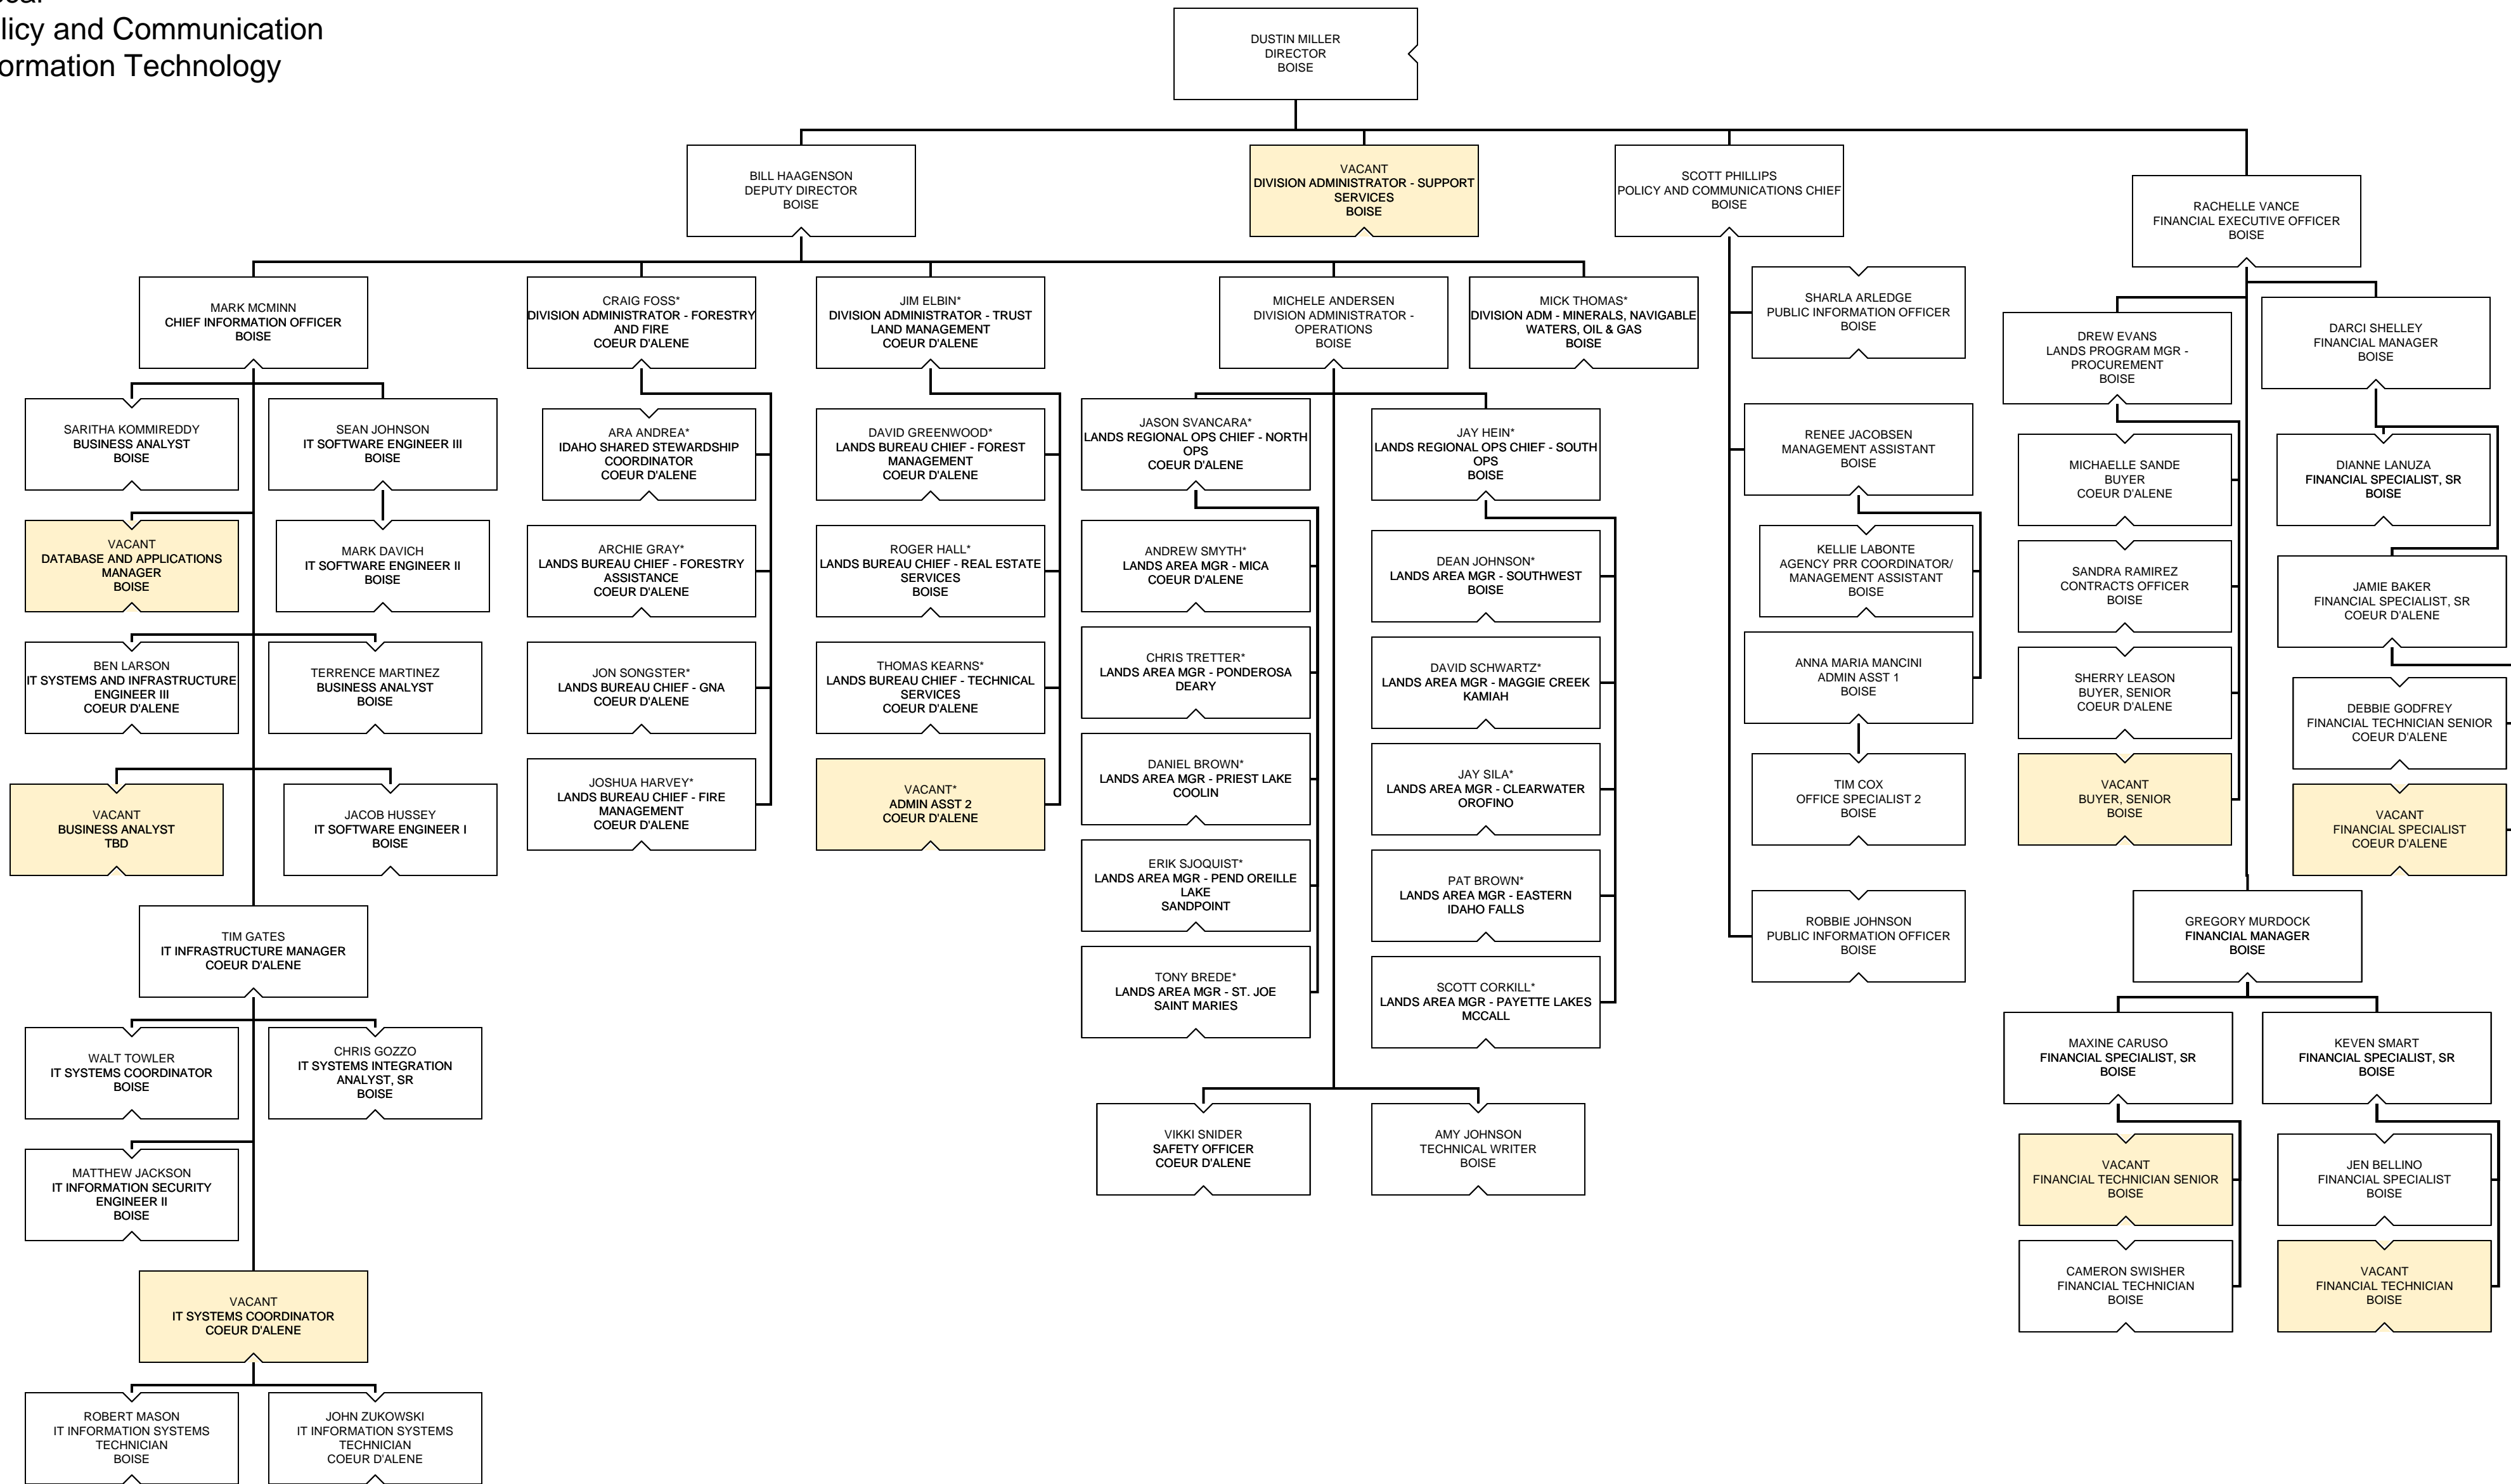 licy and Communication
ormation Technology
DUSTIN MILLER
DIRECTOR
BOISE
BILL HAAGENSON
DEPUTY DIRECTOR
BOISE
VACANT
DIVISION ADMINISTRATOR - SUPPORT
SERVICES
BOISE
SCOTT PHILLIPS
POLICY AND COMMUNICATIONS CHIEF
BOISE
RACHELLE VANCE
FINANCIAL EXECUTIVE OFFICER
BOISE
MARK MCMINN
CHIEF INFORMATION OFFICER
BOISE
CRAIG FOSS*
DIVISION ADMINISTRATOR - FORESTRY
AND FIRE
COEUR D'ALENE
JIM ELBIN*
DIVISION ADMINISTRATOR - TRUST
LAND MANAGEMENT
COEUR D'ALENE
MICHELE ANDERSEN
DIVISION ADMINISTRATOR -
OPERATIONS
BOISE
MICK THOMAS*
DIVISION ADM - MINERALS, NAVIGABLE
WATERS, OIL & GAS
BOISE
SHARLA ARLEDGE
PUBLIC INFORMATION OFFICER
BOISE
DREW EVANS
LANDS PROGRAM MGR -
PROCUREMENT
BOISE
DARCI SHELLEY
FINANCIAL MANAGER
BOISE
SARITHA KOMMIREDDY
BUSINESS ANALYST
BOISE
SEAN JOHNSON
IT SOFTWARE ENGINEER III
BOISE
ARA ANDREA*
IDAHO SHARED STEWARDSHIP
COORDINATOR
COEUR D'ALENE
DAVID GREENWOOD*
LANDS BUREAU CHIEF - FOREST
MANAGEMENT
COEUR D'ALENE
JASON SVANCARA*
LANDS REGIONAL OPS CHIEF - NORTH
OPS
COEUR D'ALENE
JAY HEIN*
LANDS REGIONAL OPS CHIEF - SOUTH
OPS
BOISE
RENEE JACOBSEN
MANAGEMENT ASSISTANT
BOISE
MICHAELLE SANDE
BUYER
COEUR D'ALENE
DIANNE LANUZA
FINANCIAL SPECIALIST, SR
BOISE
VACANT
DATABASE AND APPLICATIONS
MANAGER
BOISE
MARK DAVICH
IT SOFTWARE ENGINEER II
BOISE
ARCHIE GRAY*
LANDS BUREAU CHIEF - FORESTRY
ASSISTANCE
COEUR D'ALENE
ROGER HALL*
LANDS BUREAU CHIEF - REAL ESTATE
SERVICES
BOISE
ANDREW SMYTH*
LANDS AREA MGR - MICA
COEUR D'ALENE
DEAN JOHNSON*
LANDS AREA MGR - SOUTHWEST
BOISE
KELLIE LABONTE
AGENCY PRR COORDINATOR/
MANAGEMENT ASSISTANT
BOISE
SANDRA RAMIREZ
CONTRACTS OFFICER
BOISE
JAMIE BAKER
FINANCIAL SPECIALIST, SR
COEUR D'ALENE
BEN LARSON
IT SYSTEMS AND INFRASTRUCTURE
ENGINEER III
COEUR D'ALENE
TERRENCE MARTINEZ
BUSINESS ANALYST
BOISE
JON SONGSTER*
LANDS BUREAU CHIEF - GNA
COEUR D'ALENE
THOMAS KEARNS*
LANDS BUREAU CHIEF - TECHNICAL
SERVICES
COEUR D'ALENE
CHRIS TRETTER*
LANDS AREA MGR - PONDEROSA
DEARY
DAVID SCHWARTZ*
LANDS AREA MGR - MAGGIE CREEK
KAMIAH
ANNA MARIA MANCINI
ADMIN ASST 1
BOISE
SHERRY LEASON
BUYER, SENIOR
COEUR D'ALENE
DEBBIE GODFREY
FINANCIAL TECHNICIAN SENIOR
COEUR D'ALENE
VACANT
BUSINESS ANALYST
TBD
JACOB HUSSEY
IT SOFTWARE ENGINEER I
BOISE
JOSHUA HARVEY*
LANDS BUREAU CHIEF - FIRE
MANAGEMENT
COEUR D'ALENE
VACANT*
ADMIN ASST 2
COEUR D'ALENE
DANIEL BROWN*
LANDS AREA MGR - PRIEST LAKE
COOLIN
JAY SILA*
LANDS AREA MGR - CLEARWATER
OROFINO
TIM COX
OFFICE SPECIALIST 2
BOISE
VACANT
BUYER, SENIOR
BOISE
VACANT
FINANCIAL SPECIALIST
COEUR D'ALENE
ERIK SJOQUIST*
LANDS AREA MGR - PEND OREILLE
LAKE
SANDPOINT
PAT BROWN*
LANDS AREA MGR - EASTERN
IDAHO FALLS
TIM GATES
IT INFRASTRUCTURE MANAGER
COEUR D'ALENE
ROBBIE JOHNSON
PUBLIC INFORMATION OFFICER
BOISE
GREGORY MURDOCK
FINANCIAL MANAGER
BOISE
TONY BREDE*
LANDS AREA MGR - ST. JOE
SAINT MARIES
SCOTT CORKILL*
LANDS AREA MGR - PAYETTE LAKES
MCCALL
WALT TOWLER
IT SYSTEMS COORDINATOR
BOISE
CHRIS GOZZO
IT SYSTEMS INTEGRATION
ANALYST, SR
BOISE
MAXINE CARUSO
FINANCIAL SPECIALIST, SR
BOISE
KEVEN SMART
FINANCIAL SPECIALIST, SR
BOISE
VIKKI SNIDER
SAFETY OFFICER
COEUR D'ALENE
AMY JOHNSON
TECHNICAL WRITER
BOISE
MATTHEW JACKSON
IT INFORMATION SECURITY
ENGINEER II
BOISE
VACANT
FINANCIAL TECHNICIAN SENIOR
BOISE
JEN BELLINO
FINANCIAL SPECIALIST
BOISE
VACANT
IT SYSTEMS COORDINATOR
COEUR D'ALENE
CAMERON SWISHER
FINANCIAL TECHNICIAN
BOISE
VACANT
FINANCIAL TECHNICIAN
BOISE
ROBERT MASON
IT INFORMATION SYSTEMS
TECHNICIAN
BOISE
JOHN ZUKOWSKI
IT INFORMATION SYSTEMS
TECHNICIAN
COEUR D'ALENE